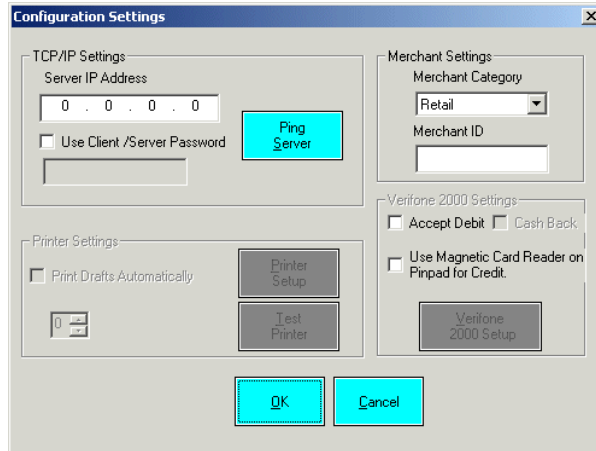 Configuration Settings
TCP/IP Settings
Server IP Address
0 . 0 . 0 . 0
Use Client /Server Password
Ping
Server
Merchant Settings
Merchant Category
Retail
Merchant ID
Printer Settings
Print Drafts Automatically
0
Printer
Setup
Test
Printer
Verifone 2000 Settings
Accept Debit
Cash Back
Use Magnetic Card Reader on
Pinpad for Credit.
Verifone
2000 Setup
OK
Cancel